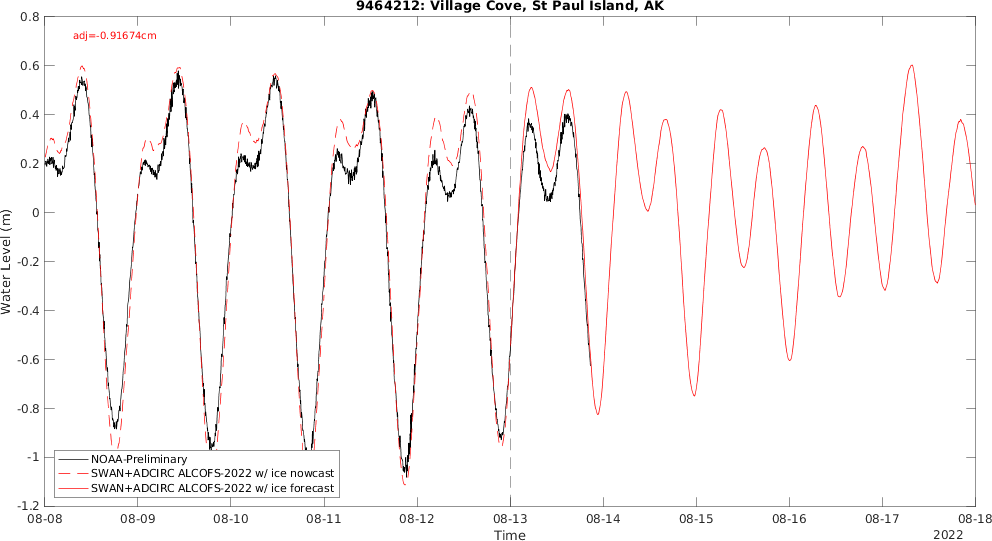 9464212: Village Cove, St Paul Island, AK
adj=-0.91674cm
0.8
0.6
0.4
0.2
0
-0.2
-0.4
-0.6
-0.8
-1
-1.2
Water Level (m)
NOAA-Preliminary
SWAN+ADCIRC ALCOFS-2022 w/ ice nowcast
SWAN+ADCIRC ALCOFS-2022 w/ ice forecast
08-08 08-09 08-10 08-11 08-12 08-13 08-14 08-15 08-16 08-17 08-18
Time
2022